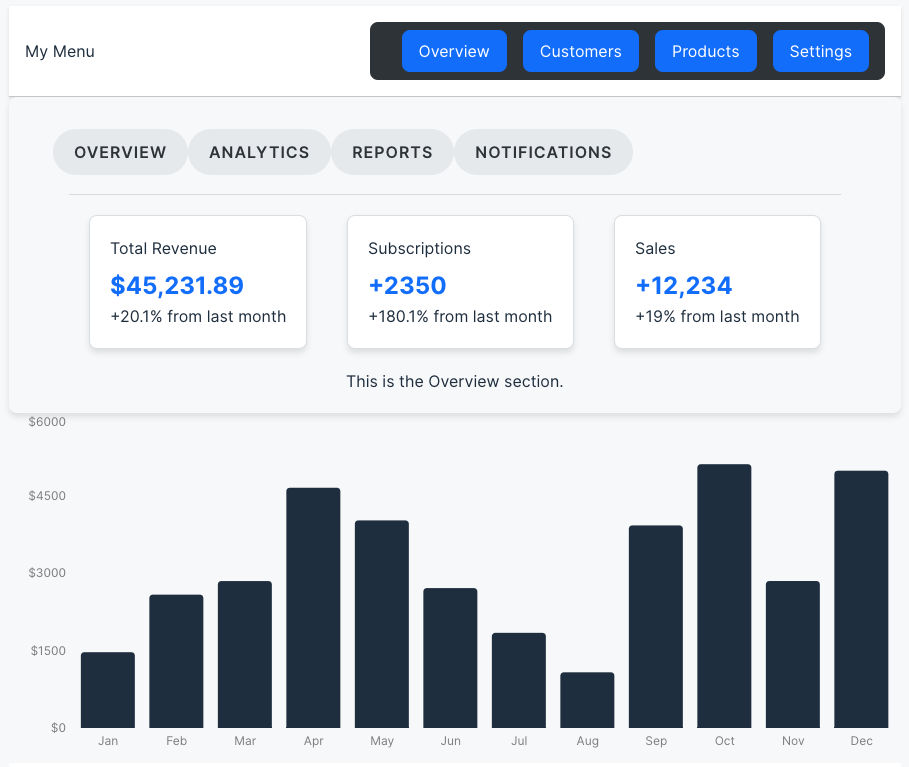 My Menu Overview Customers Products Settings
OVERVIEW ANALYTICS REPORTS NOTIFICATIONS
Total Revenue
$45,231.89
+20.1% from last month
Subscriptions
+2350
+180.1% from last month
Sales
+12,234
+19% from last month
This is the Overview section.
$6000
$4500
$3000
$1500
$0
Jan Feb Mar Apr May Jun Jul Aug Sep Oct Nov Dec